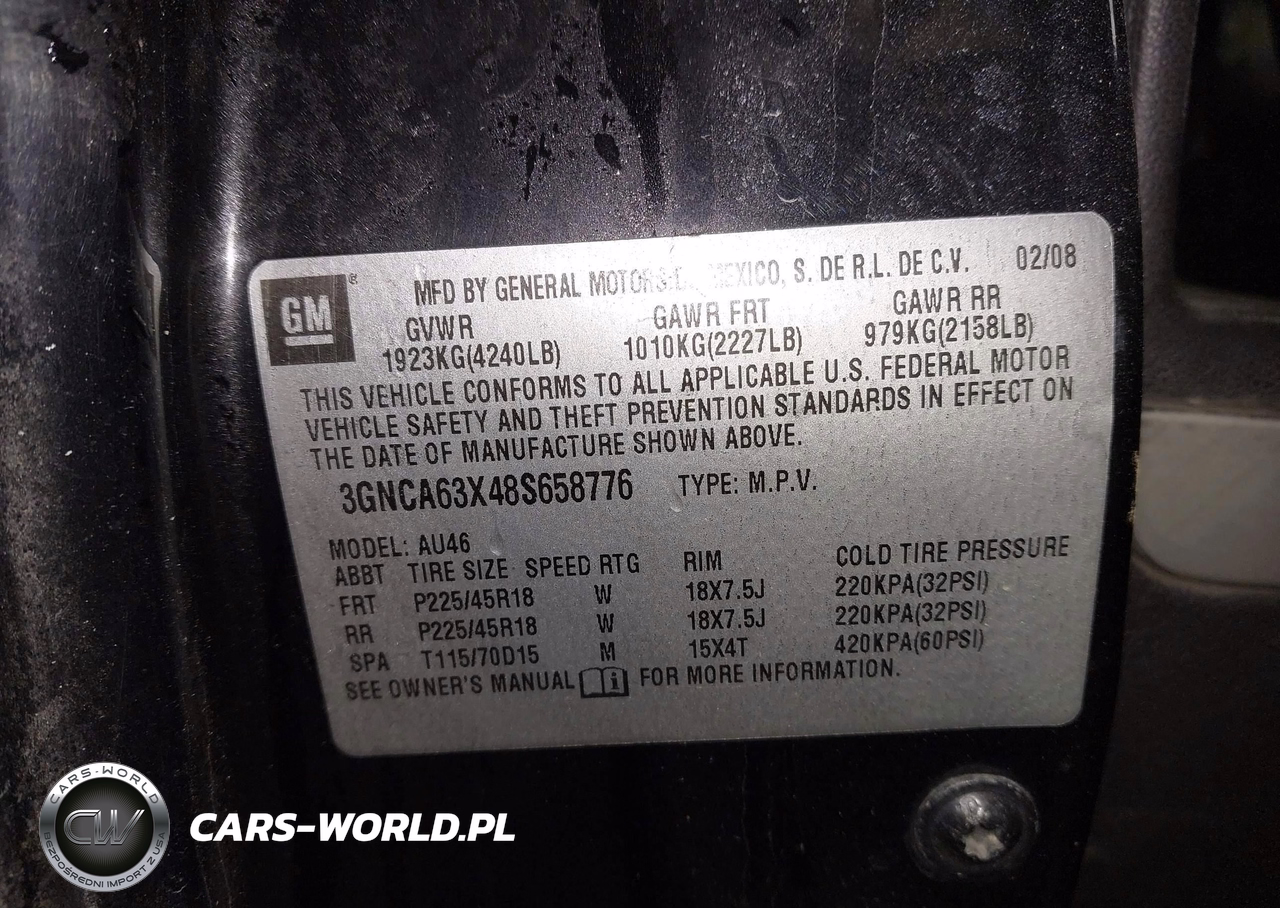 GM®
MFD BY GENERAL MOTORS DE MEXICO, S. DE R.L. DE C.V. 02/08
GVWR GAWR FRT GAWR RR
1923KG(4240LB) 1010KG(2227LB) 979KG(2158LB)
THIS VEHICLE CONFORMS TO ALL APPLICABLE U.S. FEDERAL MOTOR
VEHICLE SAFETY AND THEFT PREVENTION STANDARDS IN EFFECT ON
THE DATE OF MANUFACTURE SHOWN ABOVE.
3GNCA63X48S658776 TYPE: M.P.V.
MODEL: AU46
ABBT TIRE SIZE SPEED RTG RIM COLD TIRE PRESSURE
FRT P225/45R18 W 18X7.5J 220KPA(32PSI)
RR P225/45R18 W 18X7.5J 220KPA(32PSI)
SPA T115/70D15 M 15X4T 420KPA(60PSI)
SEE OWNER'S MANUAL i FOR MORE INFORMATION.
CARS-WORLD
CW
BEZPOŚREDNI IMPORT Z USA
CARS-WORLD.PL